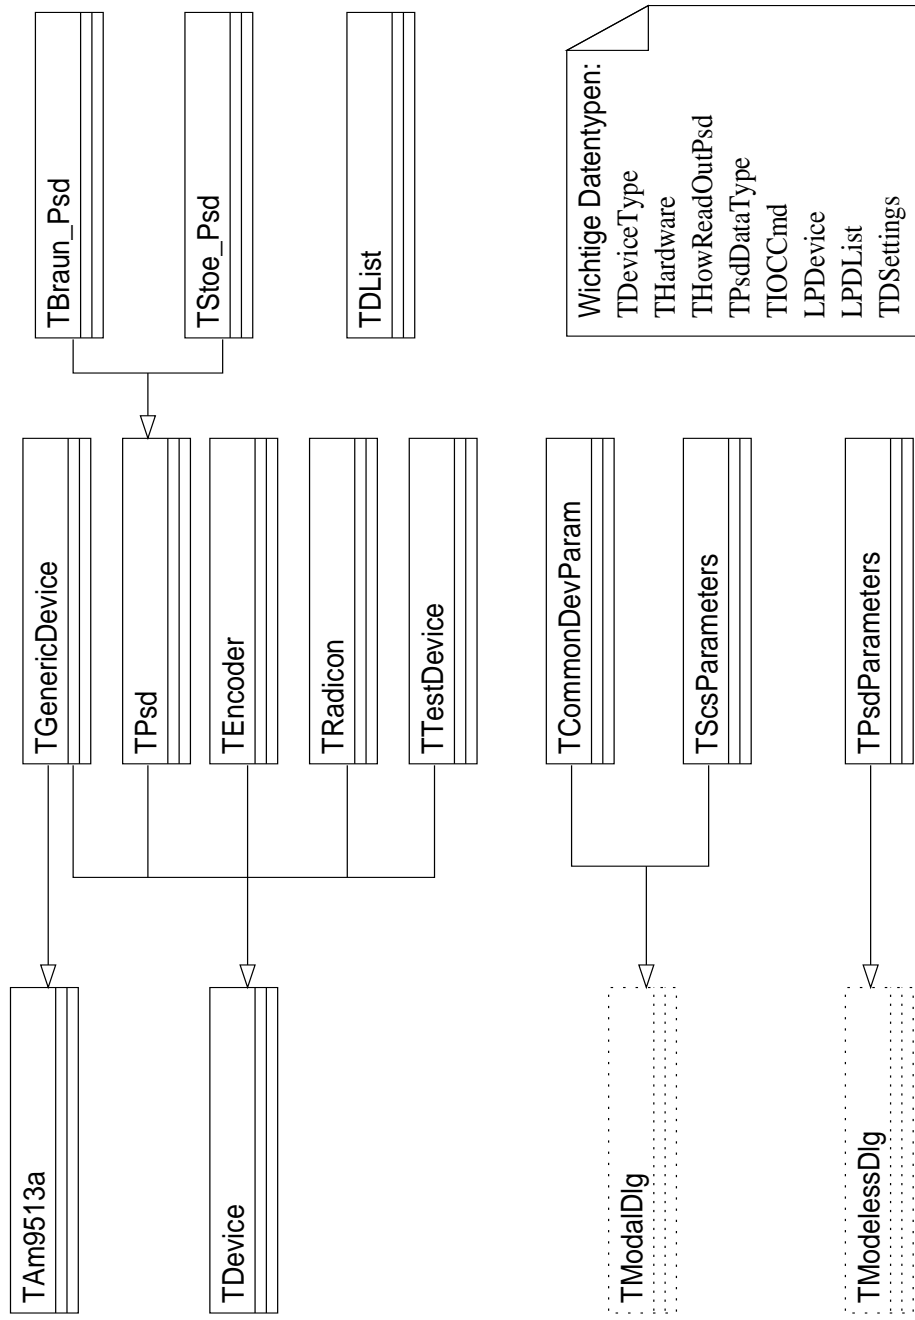 TAm9513a
TDevice
TModalDlg
TModelessDlg
TGenericDevice
TPsd
TEncoder
TRadicon
TTestDevice
TCommonDevParam
TScsParameters
TPsdParameters
TBraun_Psd
TStoe_Psd
TDList
Wichtige Datentypen:
TDeviceType
THardware
THowReadOutPsd
TPsdDataType
TIOCCmd
LPDevice
LPDList
TDSettings